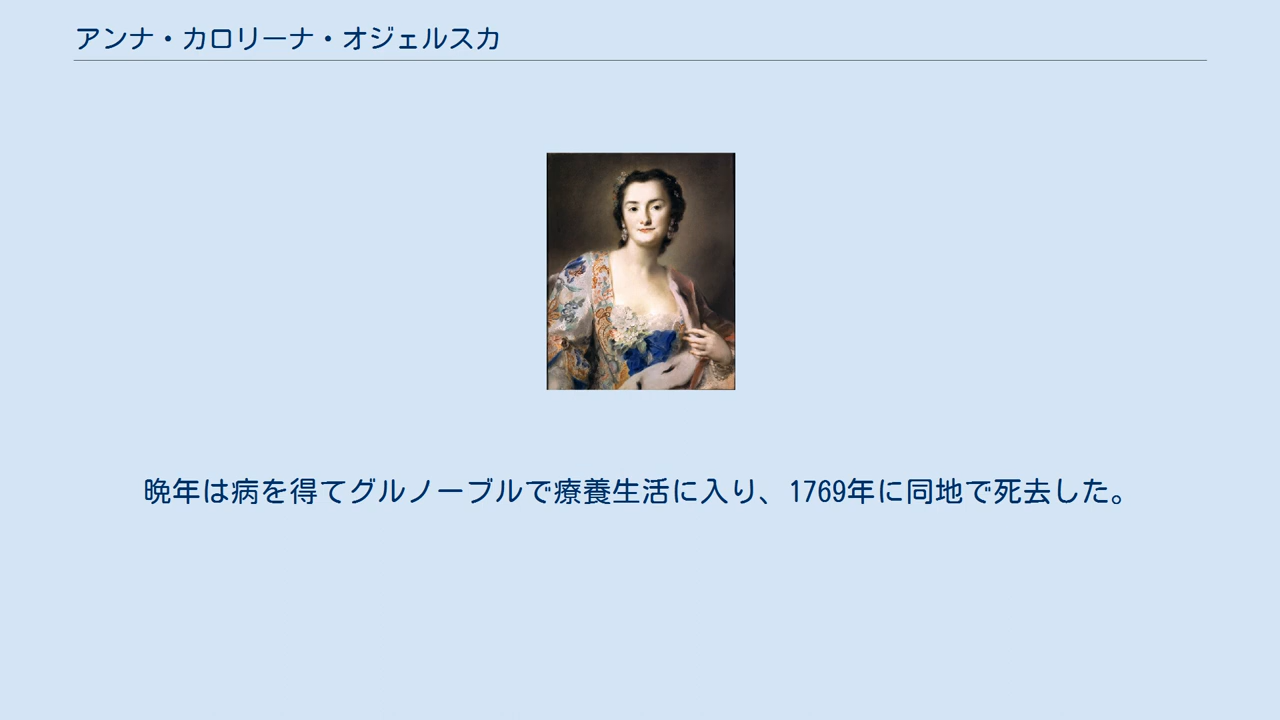 アンナ・カロリーナ・オジェルスカ
晩年は病を得てグルノーブルで療養生活に入り、1769年に同地で死去した。